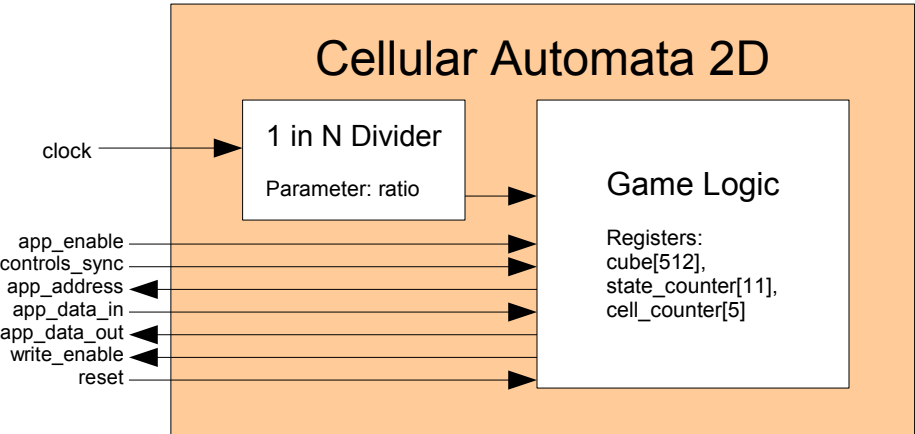 Cellular Automata 2D
1 in N Divider
Parameter: ratio
clock
Game Logic
Registers:
cube[512],
state_counter[11],
cell_counter[5]
app_enable
controls_sync
app_address
app_data_in
app_data_out
write_enable
reset